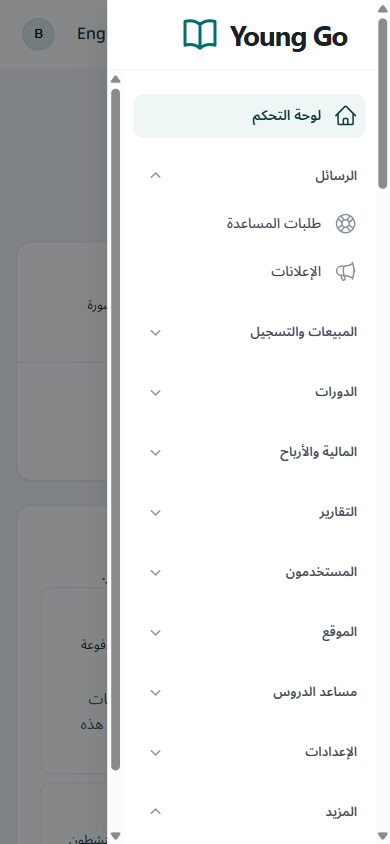 Young Go
B
Eng
لوحة التحكم
الرسائل
طلبات المساعدة
الإعلانات
المبيعات والتسجيل
الدورات
المالية والأرباح
التقارير
المستخدمون
الموقع
مساعد الدروس
الإعدادات
المزيد
هذه